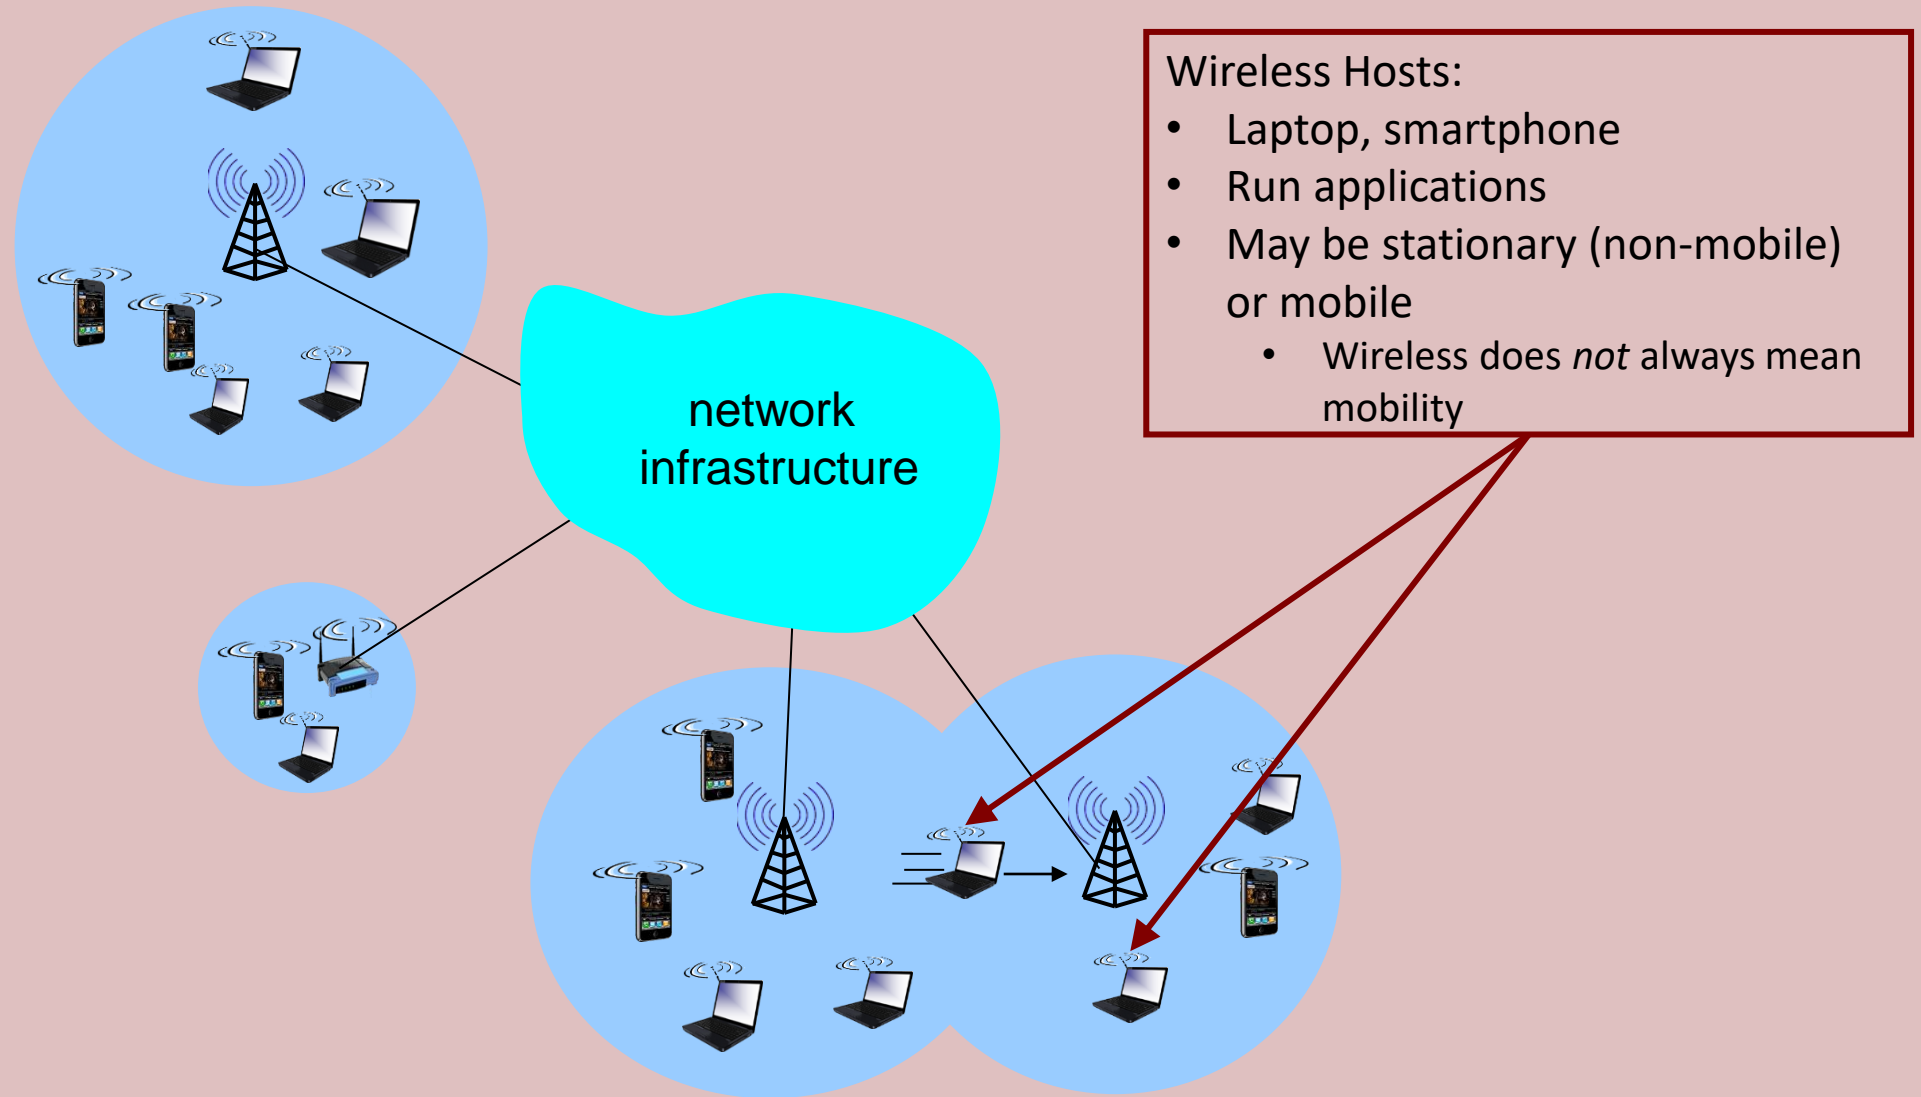 Wireless Hosts:
• Laptop, smartphone
• Run applications
• May be stationary (non-mobile)
or mobile
• Wireless does not always mean
mobility
network
infrastructure